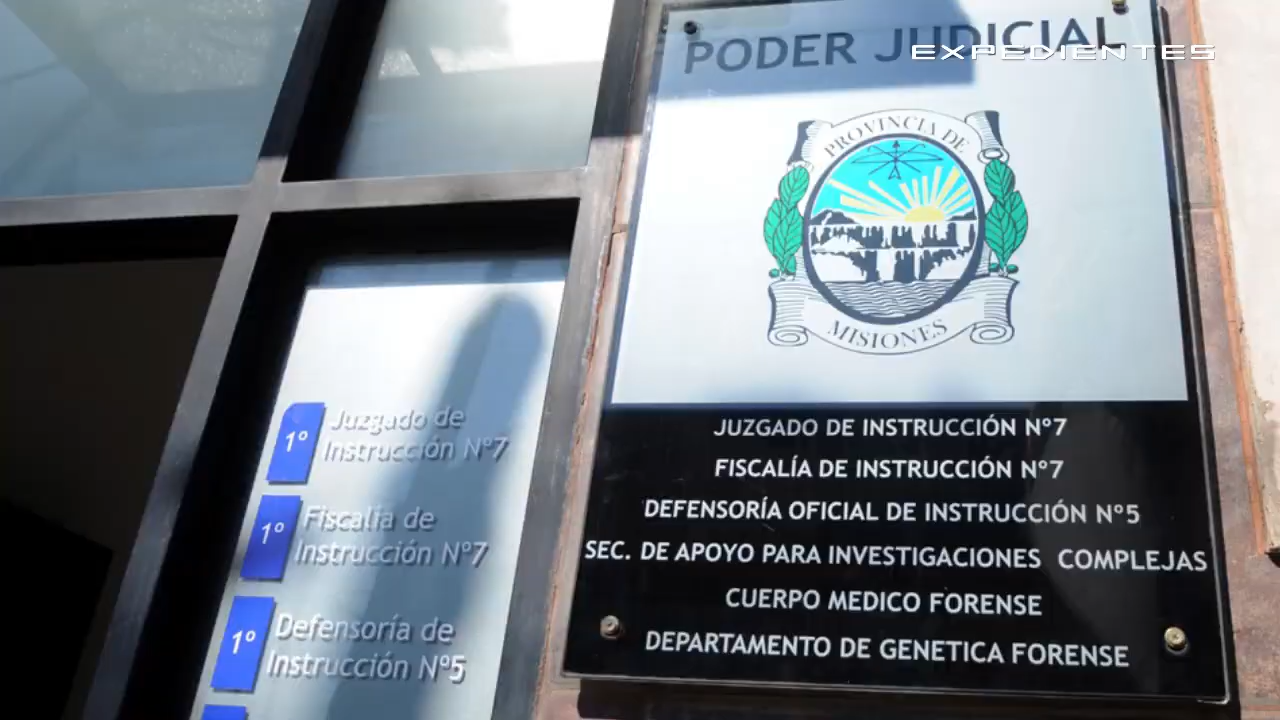 EXPEDIENTES
PODER JUDICIAL
PROVINCIA DE
MISIONES
JUZGADO DE INSTRUCCIÓN N°7
FISCALÍA DE INSTRUCCIÓN N°7
DEFENSORÍA OFICIAL DE INSTRUCCIÓN N°5
SEC. DE APOYO PARA INVESTIGACIONES COMPLEJAS
CUERPO MEDICO FORENSE
DEPARTAMENTO DE GENETICA FORENSE
1° Juzgado de
Instrucción N°7
1° Fiscalia de
Instrucción N°7
1° Defensoría de
Instrucción N°5